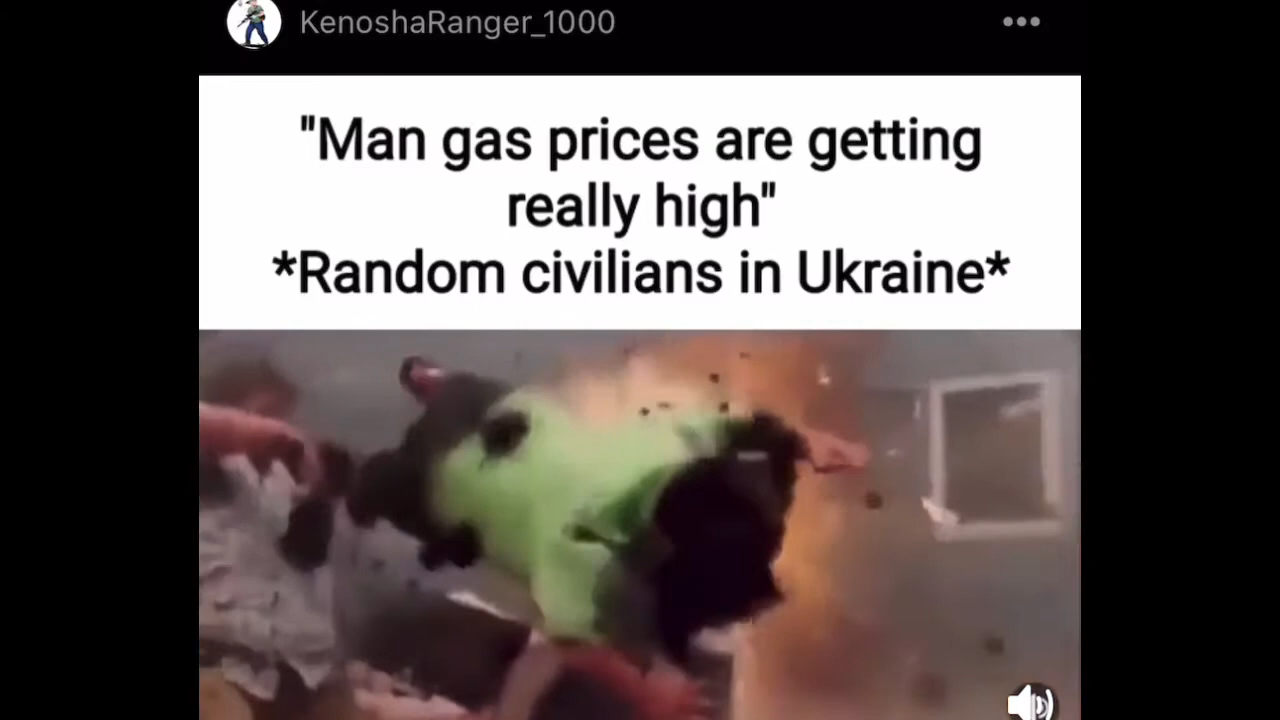 KenoshaRanger_1000
"Man gas prices are getting
really high"
*Random civilians in Ukraine*